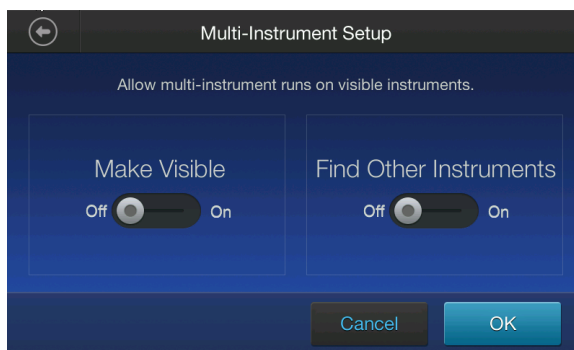 Multi-Instrument Setup
Allow multi-instrument runs on visible instruments.
Make Visible
Off On
Find Other Instruments
Off On
Cancel OK